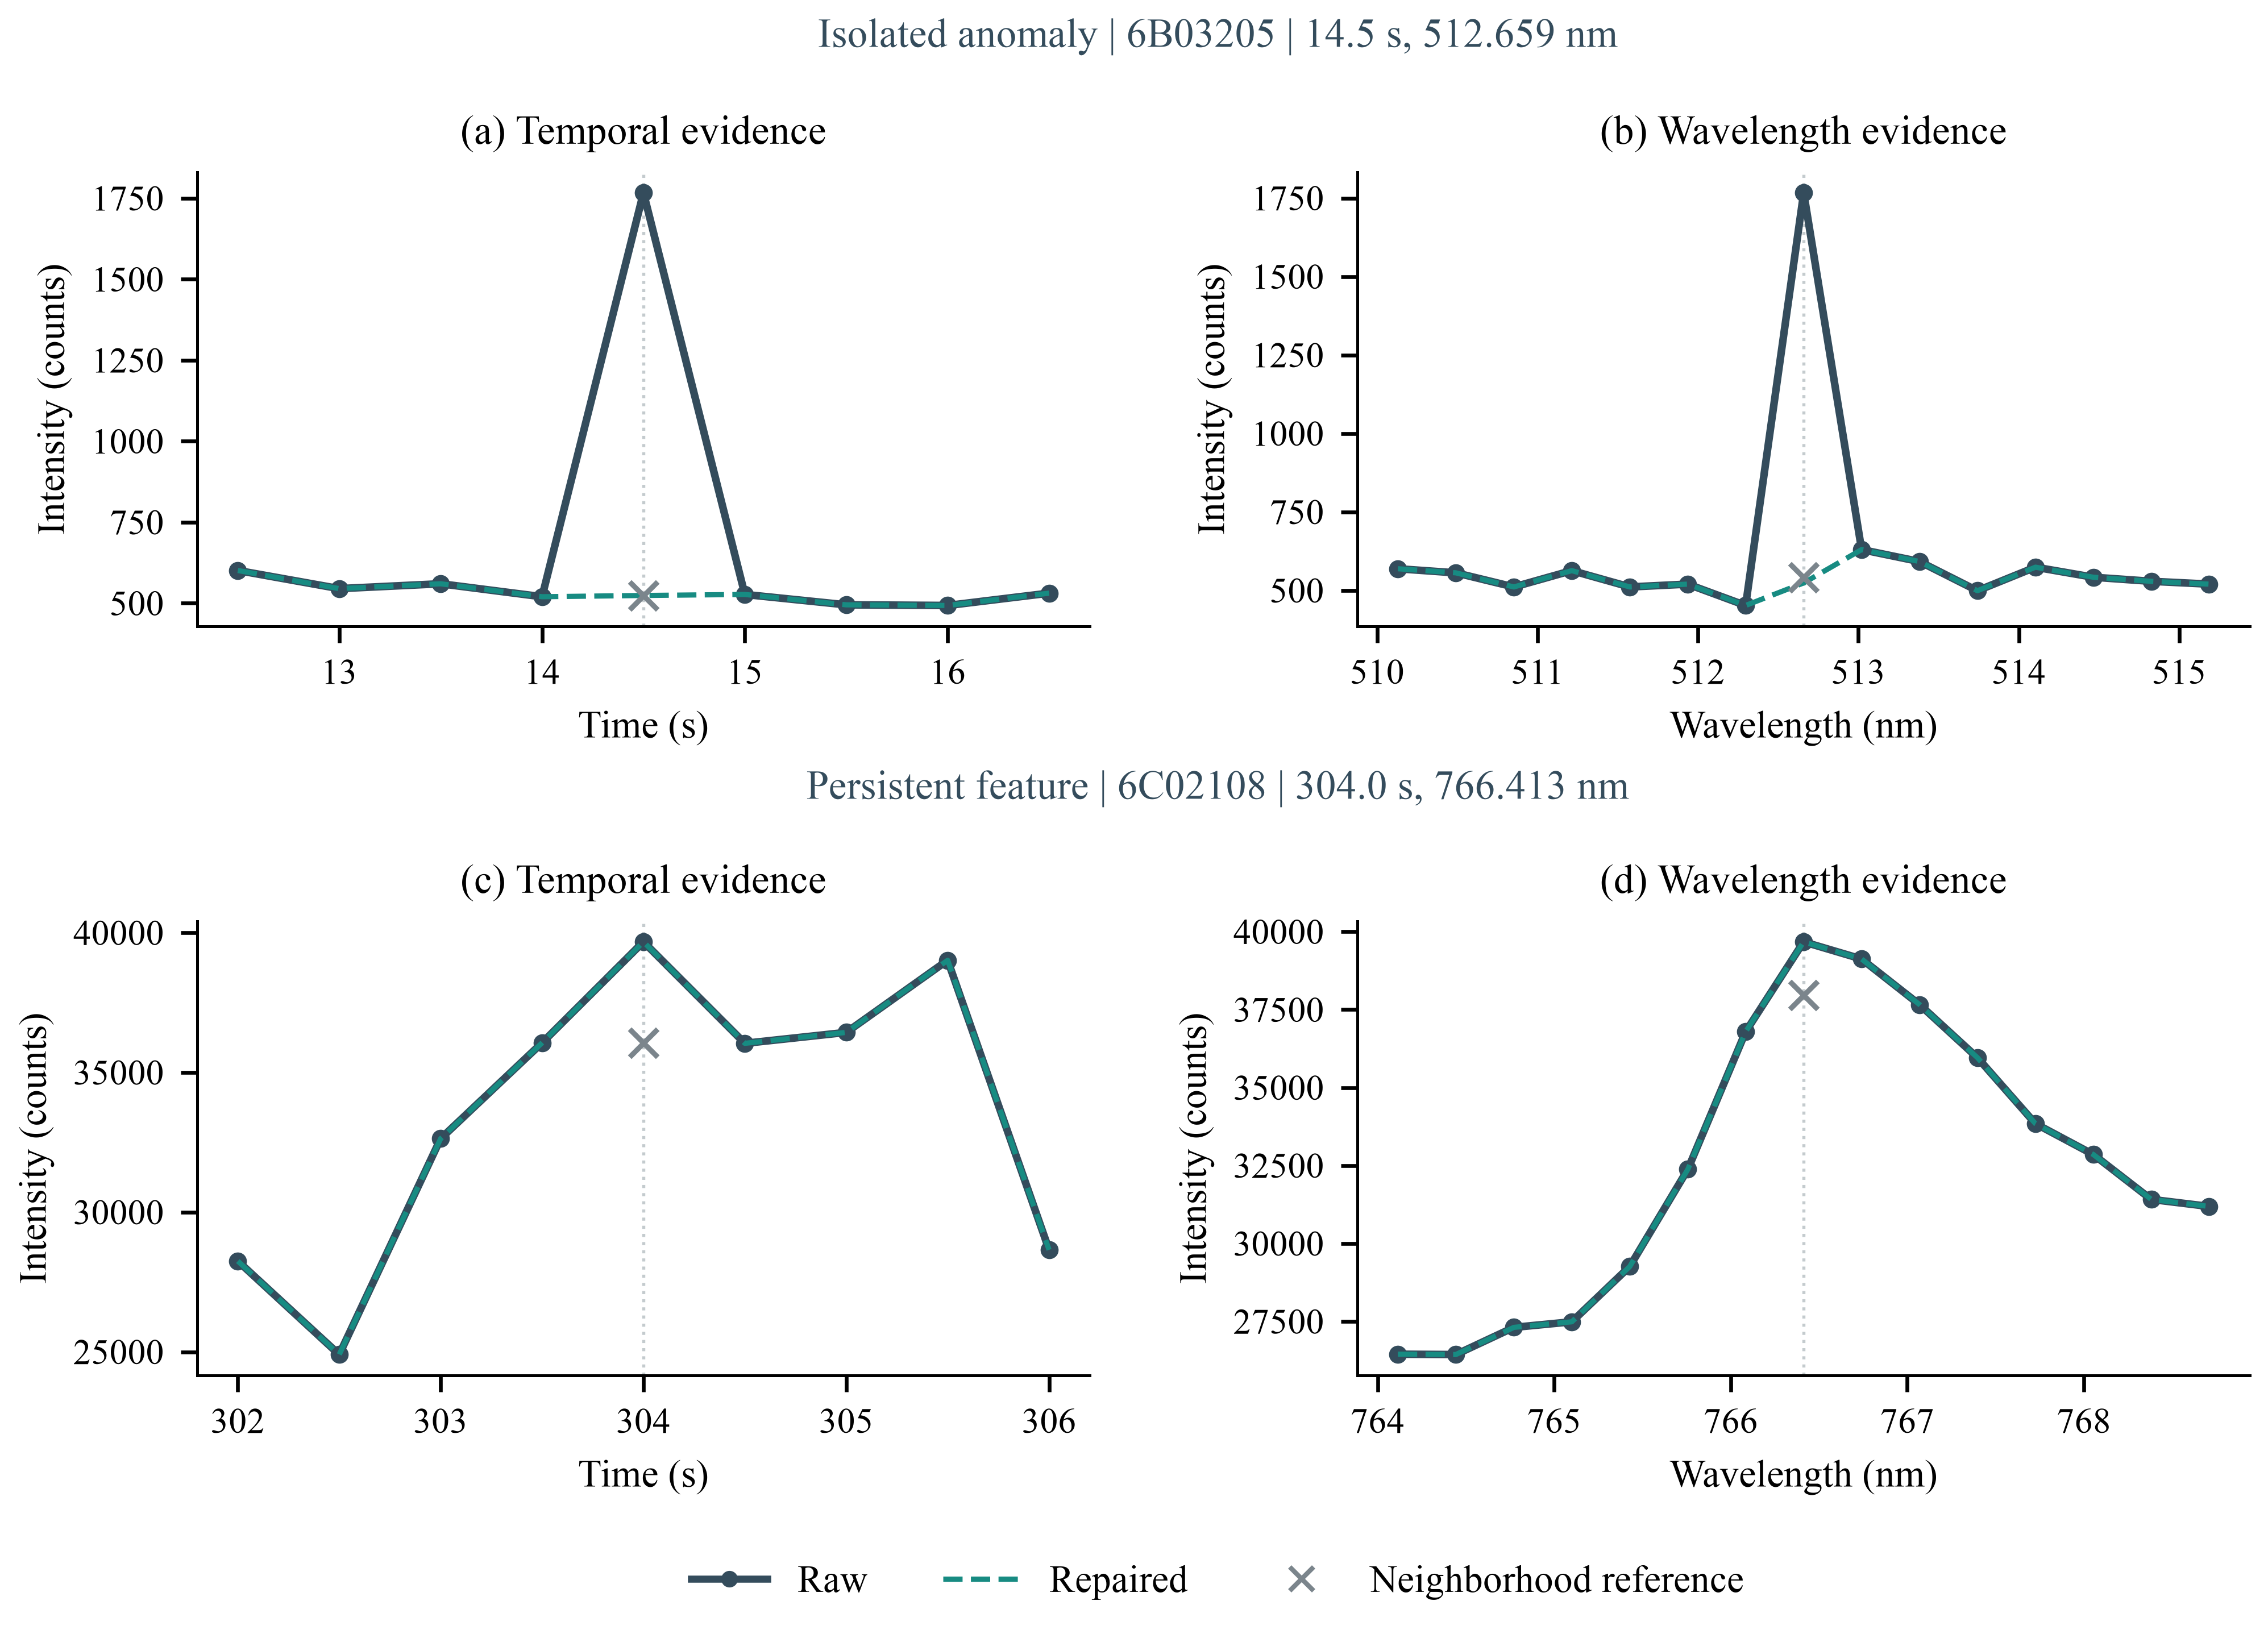 Isolated anomaly | 6B03205 | 14.5 s, 512.659 nm
(a) Temporal evidence
Intensity (counts)
1750
1500
1250
1000
750
500
13 14 15 16
Time (s)
(b) Wavelength evidence
Intensity (counts)
1750
1500
1250
1000
750
500
510 511 512 513 514 515
Wavelength (nm)
Persistent feature | 6C02108 | 304.0 s, 766.413 nm
(c) Temporal evidence
Intensity (counts)
40000
35000
30000
25000
302 303 304 305 306
Time (s)
(d) Wavelength evidence
Intensity (counts)
40000
37500
35000
32500
30000
27500
764 765 766 767 768
Wavelength (nm)
Raw Repaired Neighborhood reference